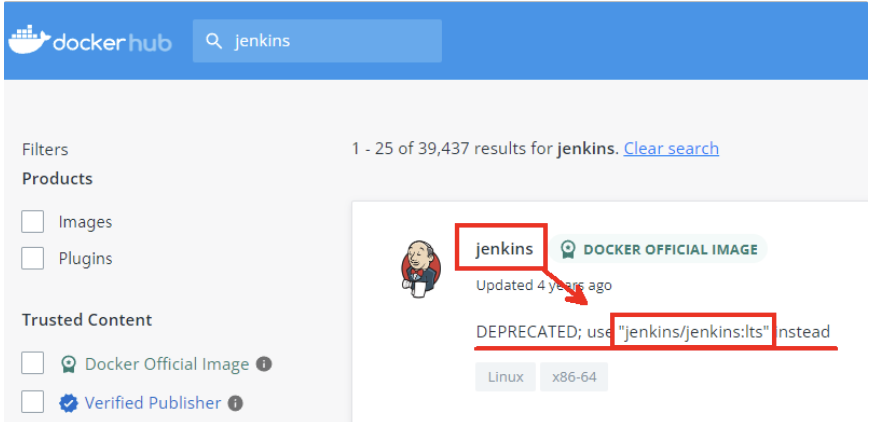 dockerhub
jenkins
Filters
Products
Images
Plugins
Trusted Content
Docker Official Image
Verified Publisher
1 - 25 of 39,437 results for jenkins. Clear search
jenkins DOCKER OFFICIAL IMAGE
Updated 4 years ago
DEPRECATED; use "jenkins/jenkins:lts" instead
Linux x86-64